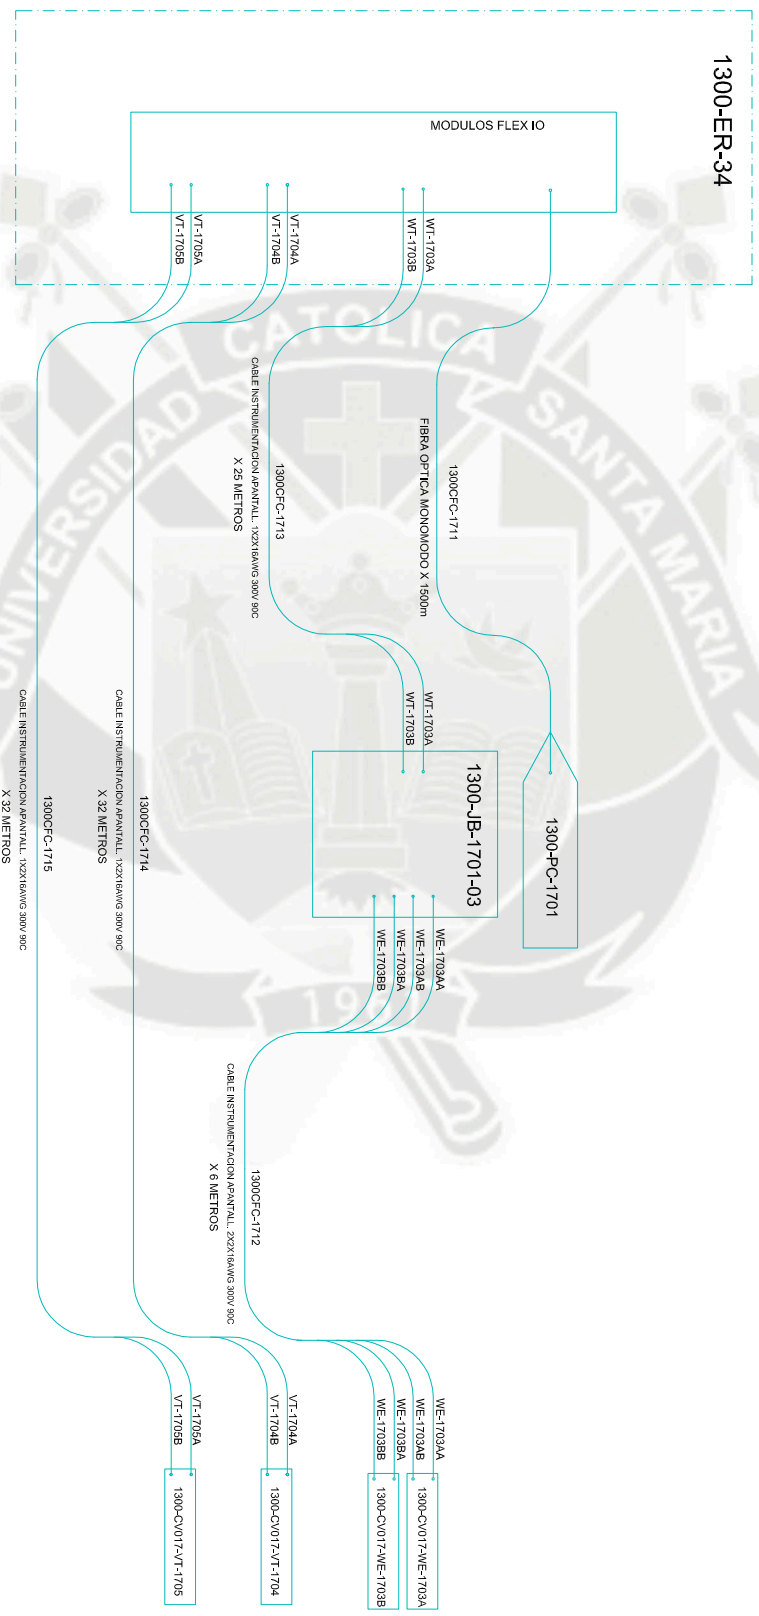 1300-ER-34
MODULOS FLEX IO
WT-1703A
WT-1703B
VT-1704A
VT-1704B
VT-1705A
VT-1705B
1300CFC-1711
FIBRA OPTICA MONOMODO X 1500m
1300CFC-1713
CABLE INSTRUMENTACION APANTALL. 1X2X16AWG 300V 90C
X 25 METROS
WT-1703A
WT-1703B
1300-PC-1701
1300-JB-1701-03
WE-1703AA
WE-1703AB
WE-1703BA
WE-1703BB
1300CFC-1714
CABLE INSTRUMENTACION APANTALL. 1X2X16AWG 300V 90C
X 32 METROS
1300CFC-1715
CABLE INSTRUMENTACION APANTALL. 1X2X16AWG 300V 90C
X 32 METROS
1300CFC-1712
CABLE INSTRUMENTACION APANTALL. 2X2X16AWG 300V 90C
X 6 METROS
WE-1703AA
WE-1703AB
WE-1703BA
WE-1703BB
VT-1704A
VT-1704B
VT-1705A
VT-1705B
1300-CV017-WE-1703A
1300-CV017-WE-1703B
1300-CV017-VT-1704
1300-CV017-VT-1705
UNIVERSIDAD CATOLICA SANTA MARIA